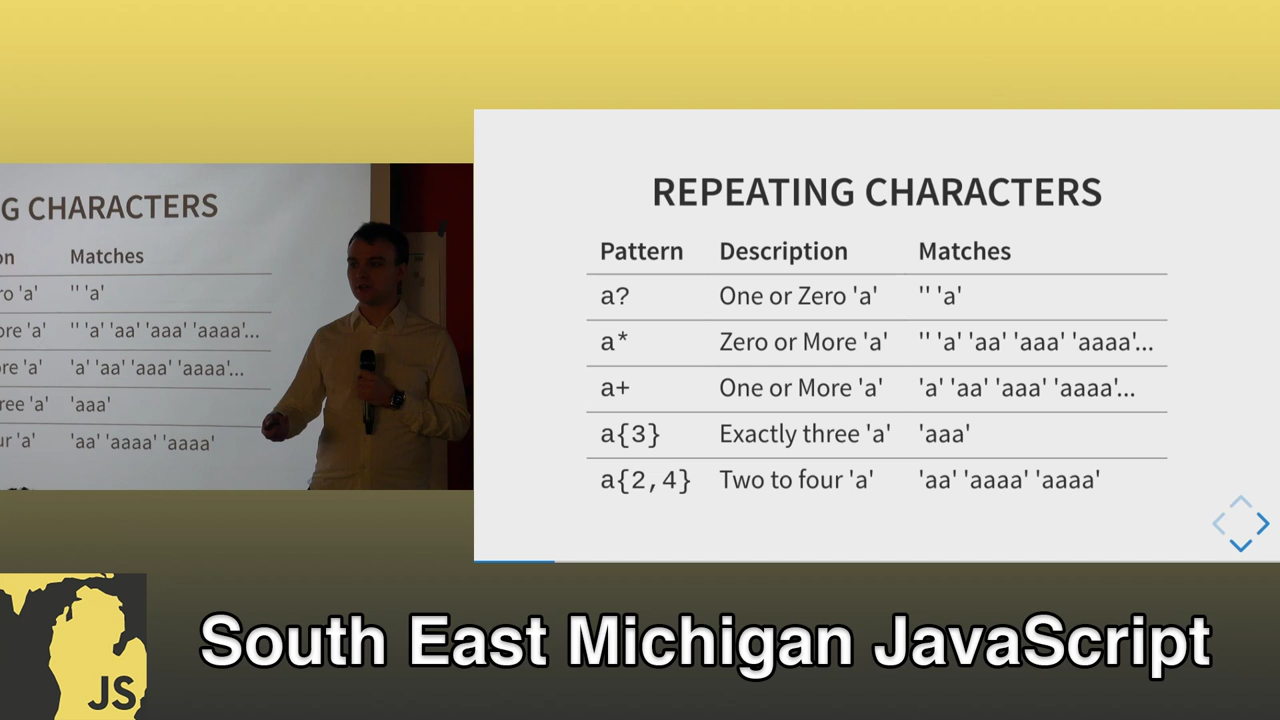 G CHARACTERS
on Matches
ro 'a' '' 'a'
ore 'a' '' 'a' 'aa' 'aaa' 'aaaa'...
re 'a' 'a' 'aa' 'aaa' 'aaaa'...
ree 'a' 'aaa'
ur 'a' 'aa' 'aaaa' 'aaaa'
REPEATING CHARACTERS
Pattern Description Matches
a? One or Zero 'a' '' 'a'
a* Zero or More 'a' '' 'a' 'aa' 'aaa' 'aaaa'...
a+ One or More 'a' 'a' 'aa' 'aaa' 'aaaa'...
a{3} Exactly three 'a' 'aaa'
a{2,4} Two to four 'a' 'aa' 'aaaa' 'aaaa'
JS
South East Michigan JavaScript